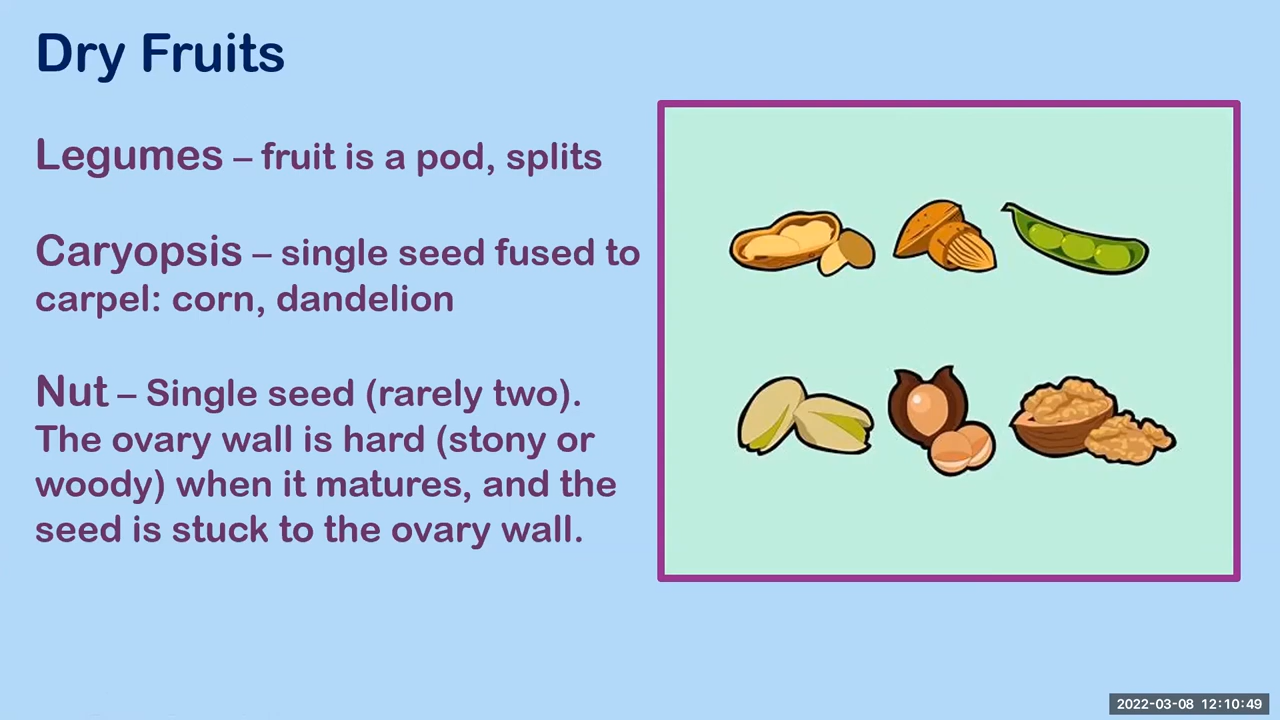 Dry Fruits
Legumes – fruit is a pod, splits
Caryopsis – single seed fused to
carpel: corn, dandelion
Nut – Single seed (rarely two).
The ovary wall is hard (stony or
woody) when it matures, and the
seed is stuck to the ovary wall.
2022-03-08 12:10:49